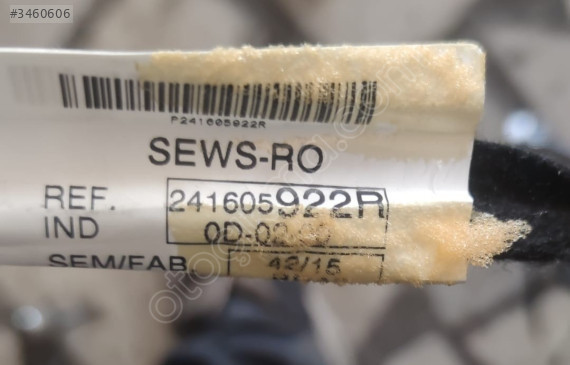 #3460606
P241605922R
SEWS-RO
REF. 241605922R
IND
SEM/FAB 42/15